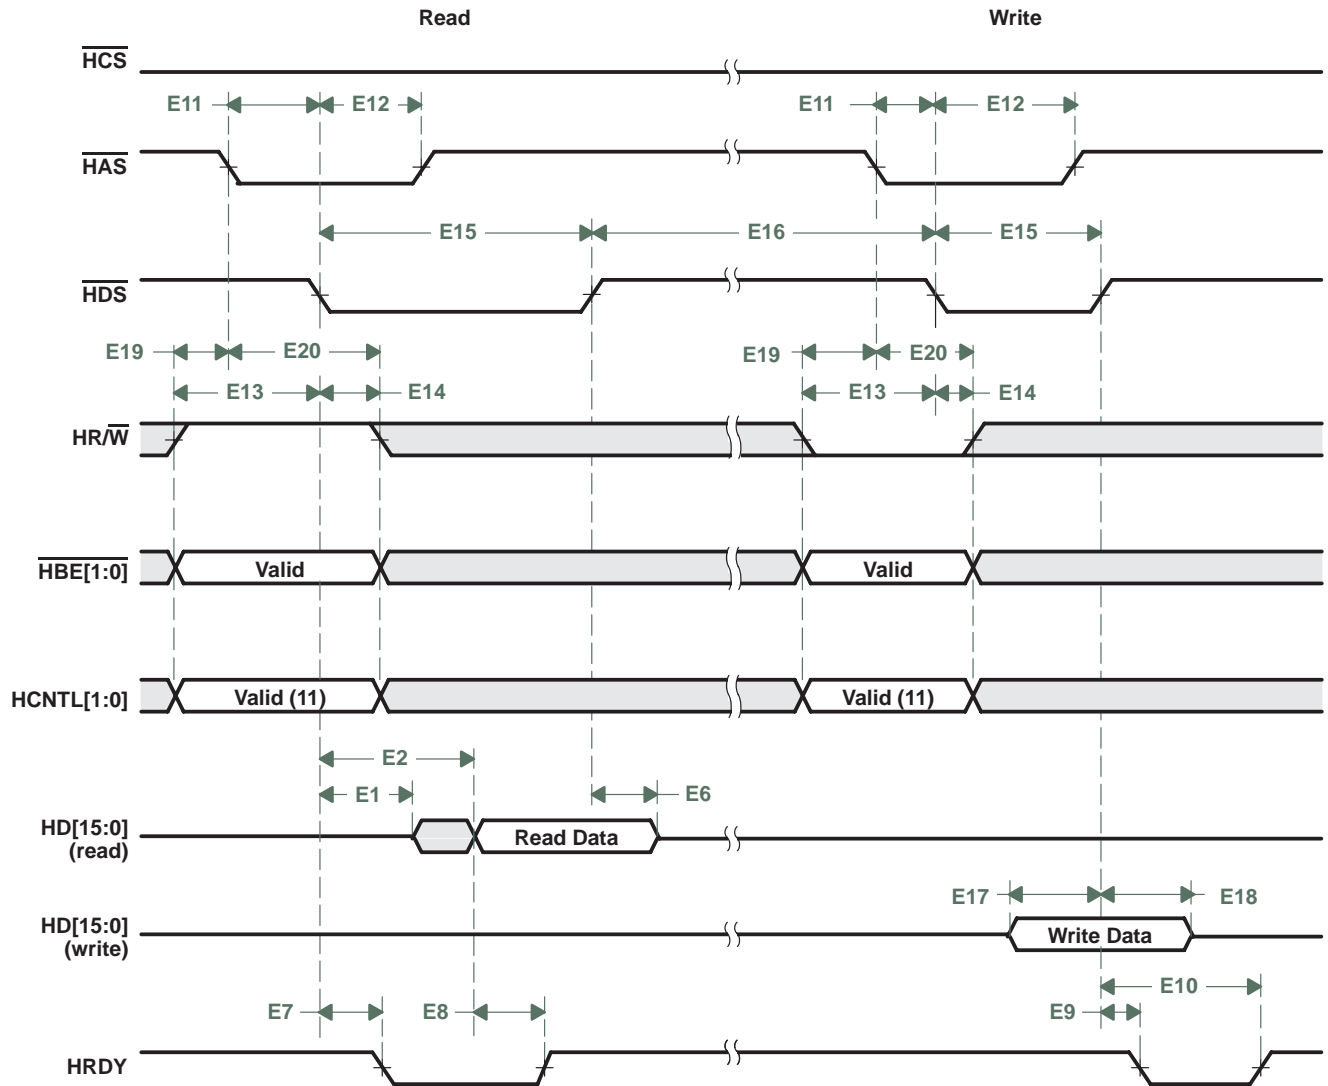 Read Write
HCS
E11 E12 E11 E12
HAS
E15 E16 E15
HDS
E19 E20 E19 E20
E13 E14 E13 E14
HR/W
HBE[1:0] Valid Valid
HCNTL[1:0] Valid (11) Valid (11)
E2
E1 E6
HD[15:0]
(read)
Read Data
E17 E18
HD[15:0]
(write)
Write Data
E10
E7 E8 E9
HRDY